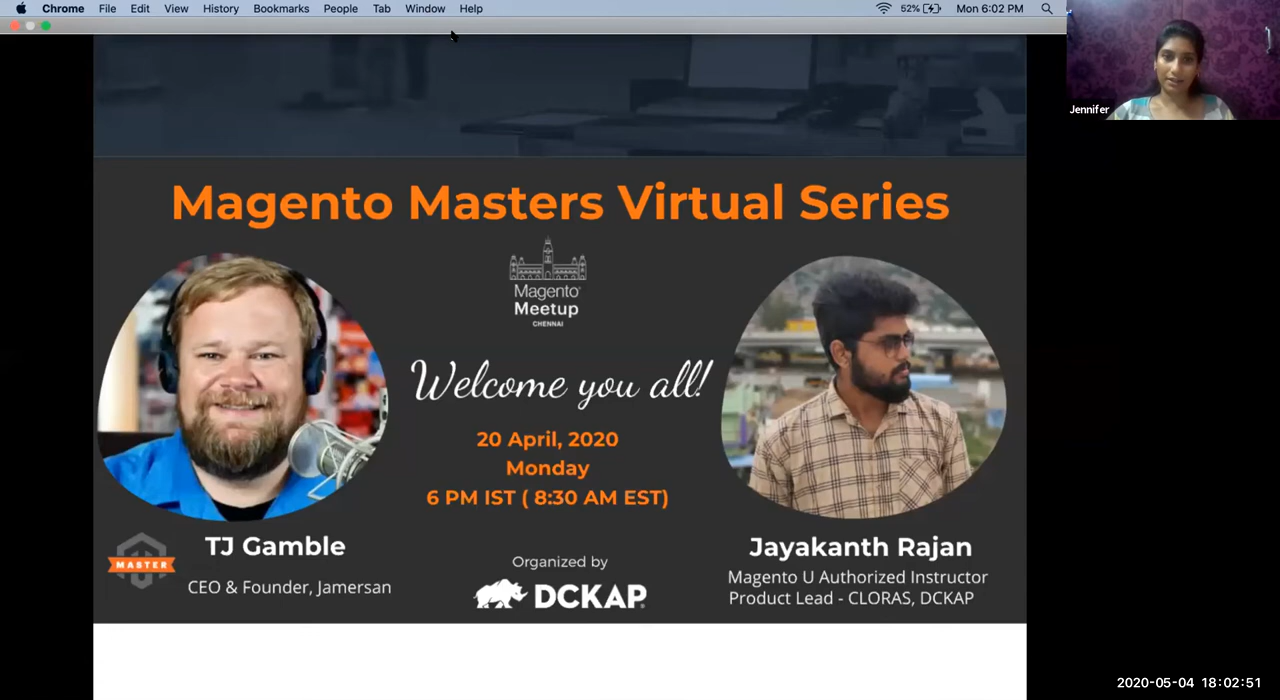 Chrome File Edit View History Bookmarks People Tab Window Help 52% Mon 6:02 PM
Jennifer
Magento Masters Virtual Series
Magento
Meetup
CHENNAI
Welcome you all!
20 April, 2020
Monday
6 PM IST ( 8:30 AM EST)
MASTER
TJ Gamble
CEO & Founder, Jamersan
Organized by
DCKAP
Jayakanth Rajan
Magento U Authorized Instructor
Product Lead - CLORAS, DCKAP
2020-05-04 18:02:51